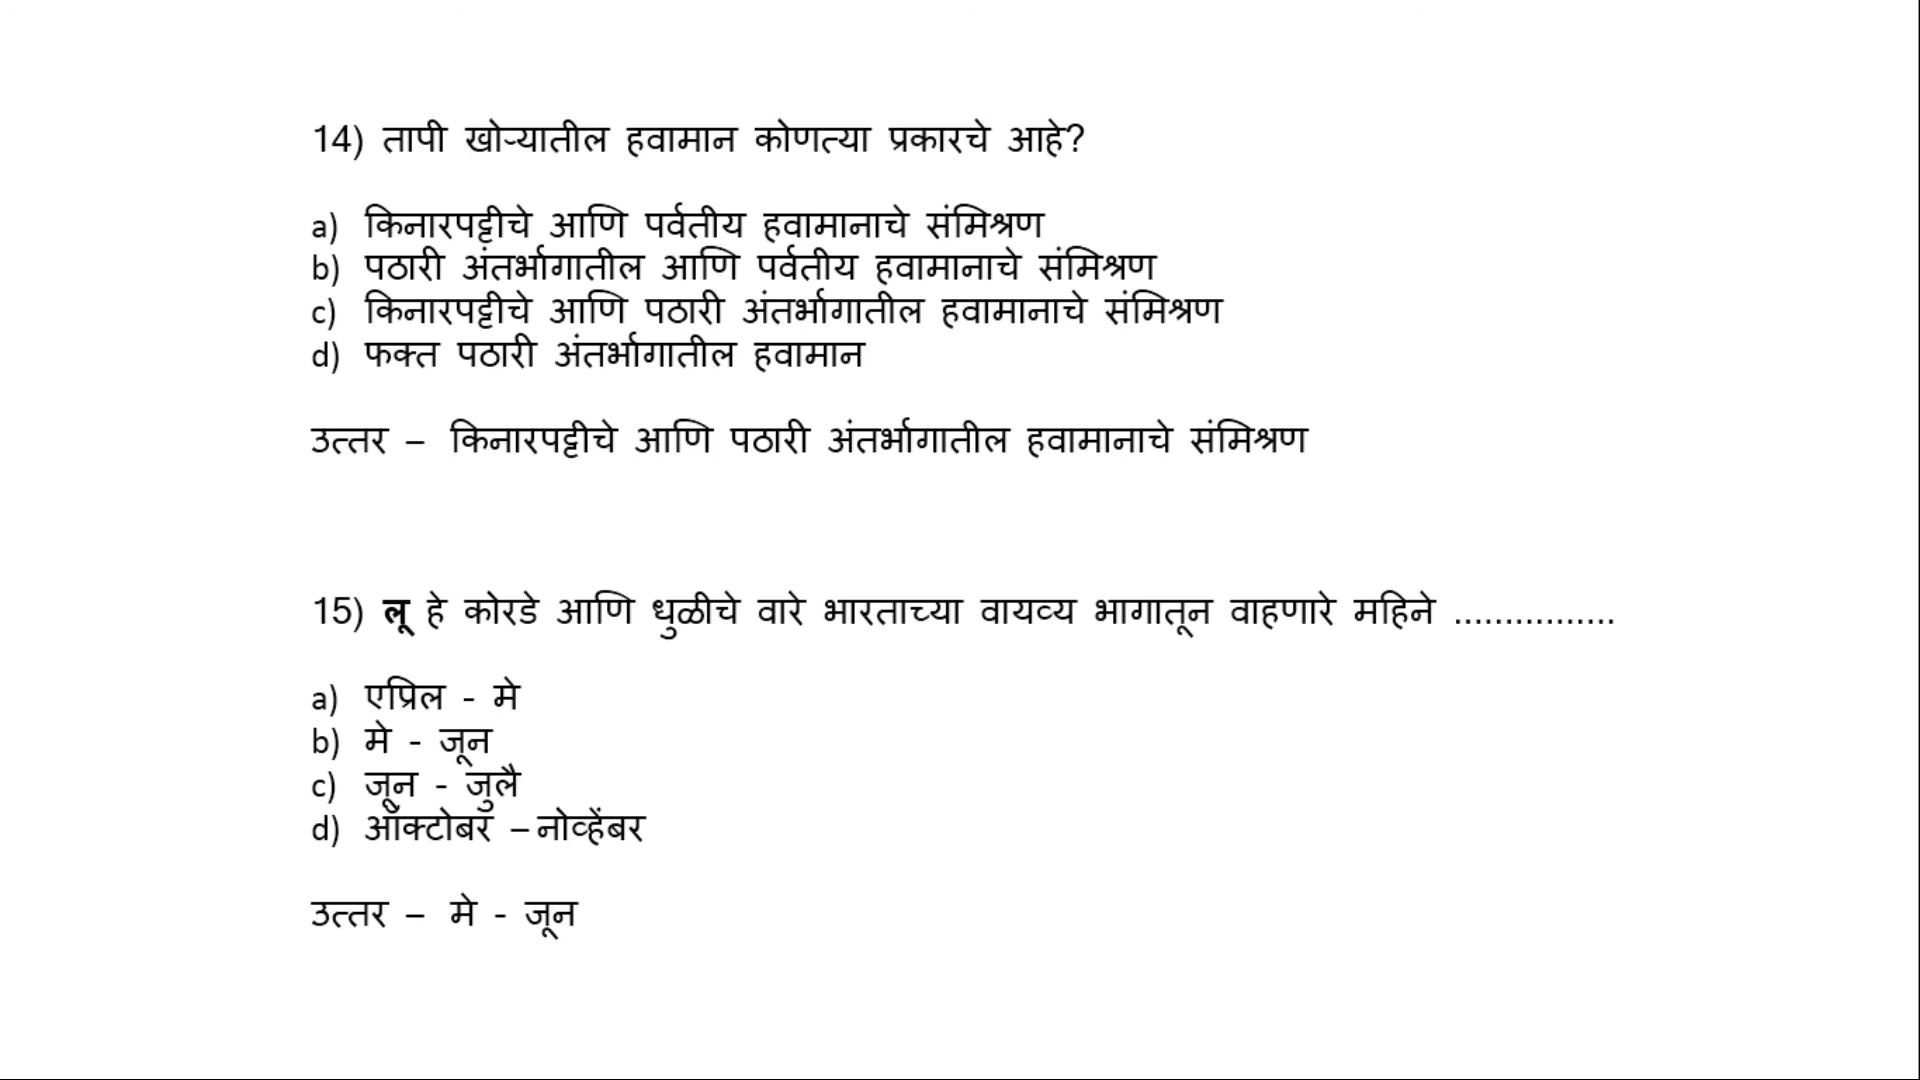 14) तापी खोऱ्यातील हवामान कोणत्या प्रकारचे आहे?
a) किनारपट्टीचे आणि पर्वतीय हवामानाचे संमिश्रण
b) पठारी अंतर्भागातील आणि पर्वतीय हवामानाचे संमिश्रण
c) किनारपट्टीचे आणि पठारी अंतर्भागातील हवामानाचे संमिश्रण
d) फक्त पठारी अंतर्भागातील हवामान
उत्तर – किनारपट्टीचे आणि पठारी अंतर्भागातील हवामानाचे संमिश्रण
15) लू हे कोरडे आणि धुळीचे वारे भारताच्या वायव्य भागातून वाहणारे महिने ................
a) एप्रिल - मे
b) मे - जून
c) जून - जुलै
d) ऑक्टोबर – नोव्हेंबर
उत्तर – मे - जून